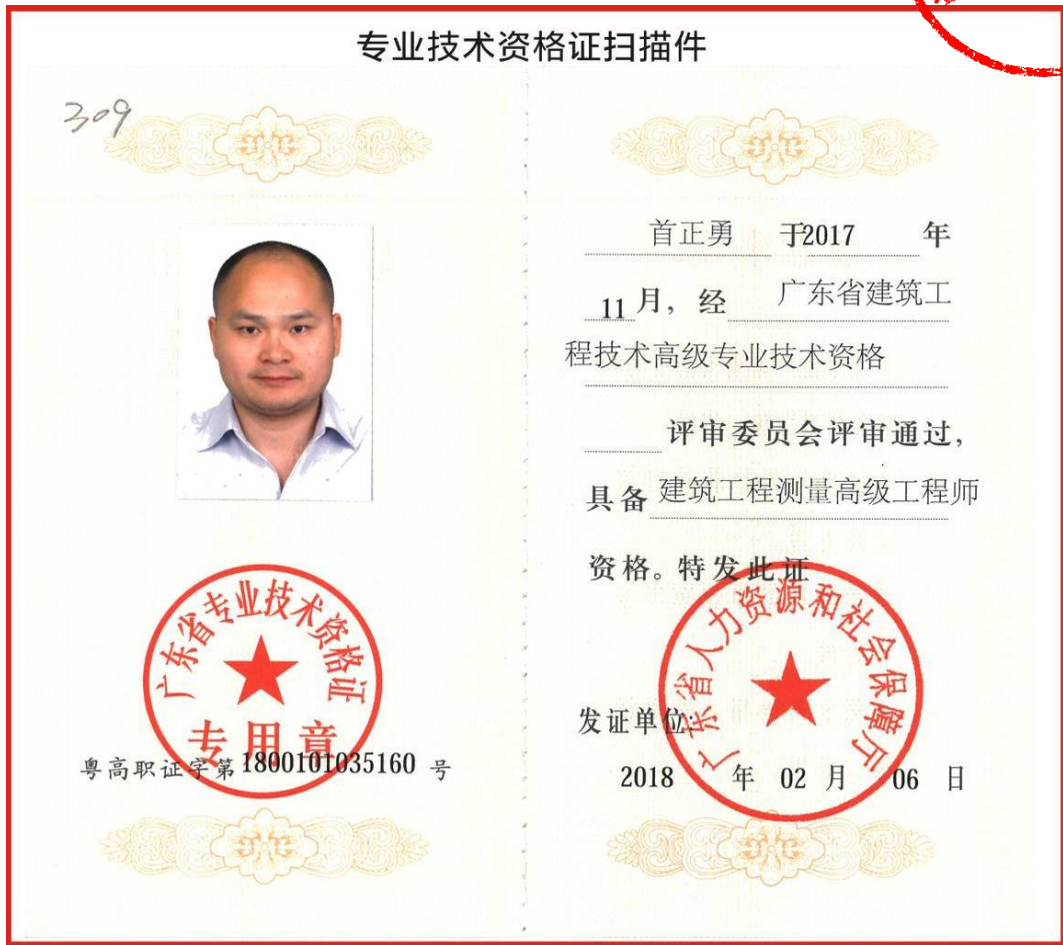 专业技术资格证扫描件
309
广东省专业技术资格证
专用章
粤高职证字第1800101035160 号
首正勇 于2017 年
11月，经 广东省建筑工
程技术高级专业技术资格
评审委员会评审通过，
具备 建筑工程测量高级工程师
资格。特发此证
广东省人力资源和社会保障厅
发证单位
2018 年 02 月 06 日